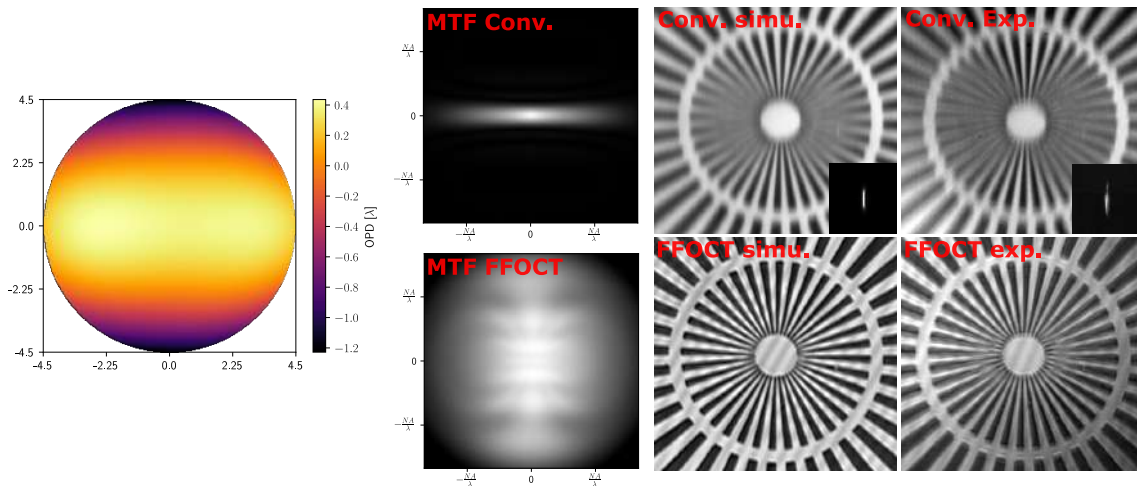 4.5
2.25
0.0
−2.25
−4.5
−4.5
−2.25
0.0
2.25
4.5
0.4
0.2
0.0
−0.2
−0.4
−0.6
−0.8
−1.0
−1.2
OPD [λ]
MTF Conv.
NA/λ
0
−NA/λ
−NA/λ
0
NA/λ
MTF FFOCT
NA/λ
0
−NA/λ
−NA/λ
0
NA/λ
Conv. simu.
Conv. Exp.
FFOCT simu.
FFOCT exp.